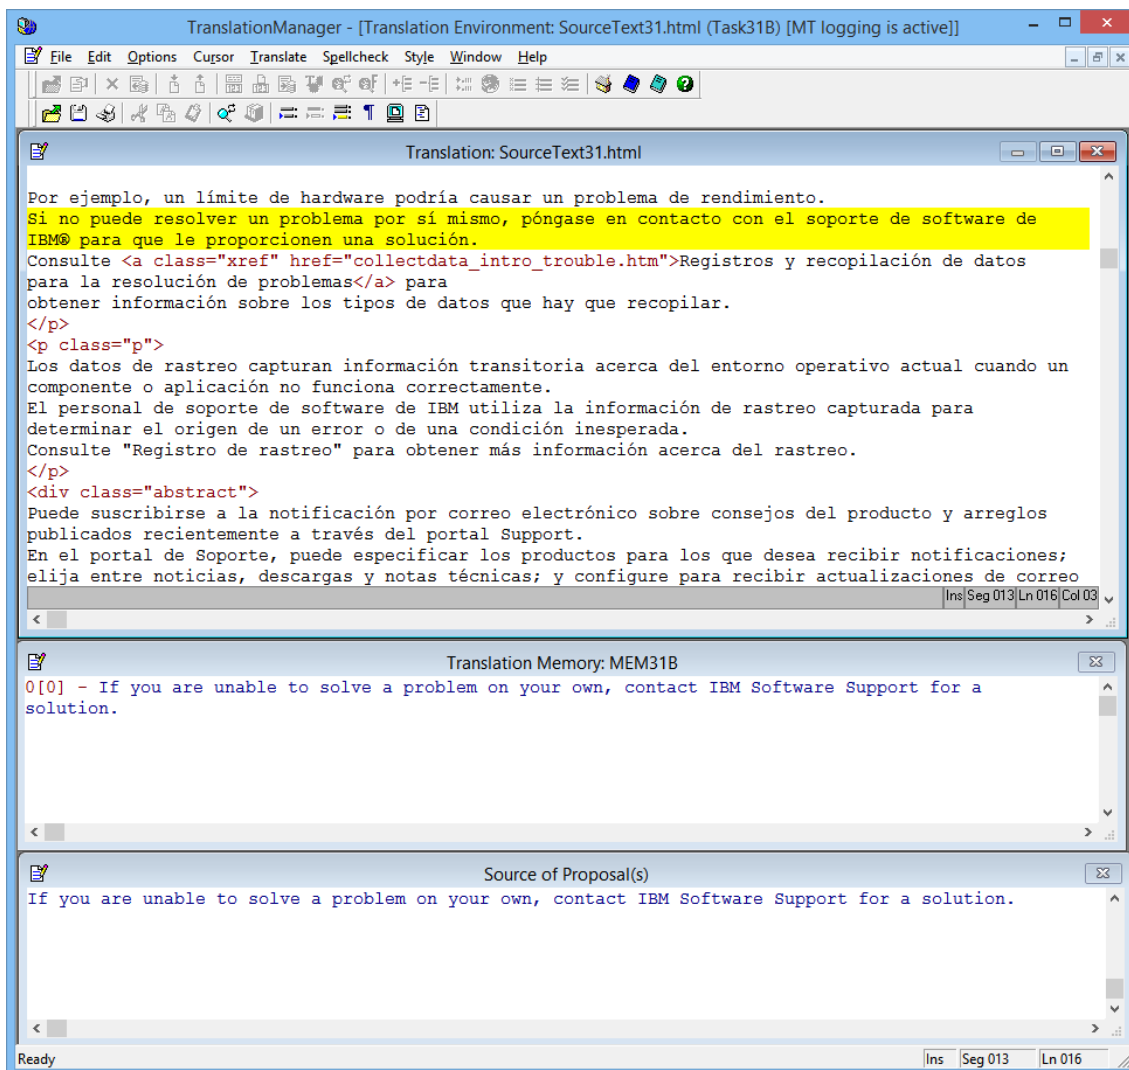 TranslationManager - [Translation Environment: SourceText31.html (Task31B) [MT logging is active]]
File Edit Options Cursor Translate Spellcheck Style Window Help
Translation: SourceText31.html
Por ejemplo, un límite de hardware podría causar un problema de rendimiento.
Si no puede resolver un problema por sí mismo, póngase en contacto con el soporte de software de
IBM® para que le proporcionen una solución.
Consulte <a class="xref" href="collectdata_intro_trouble.htm">Registros y recopilación de datos
para la resolución de problemas</a> para
obtener información sobre los tipos de datos que hay que recopilar.
</p>
<p class="p">
Los datos de rastreo capturan información transitoria acerca del entorno operativo actual cuando un
componente o aplicación no funciona correctamente.
El personal de soporte de software de IBM utiliza la información de rastreo capturada para
determinar el origen de un error o de una condición inesperada.
Consulte "Registro de rastreo" para obtener más información acerca del rastreo.
</p>
<div class="abstract">
Puede suscribirse a la notificación por correo electrónico sobre consejos del producto y arreglos
publicados recientemente a través del portal Support.
En el portal de Soporte, puede especificar los productos para los que desea recibir notificaciones;
elija entre noticias, descargas y notas técnicas; y configure para recibir actualizaciones de correo
Ins Seg 013 Ln 016 Col 03
Translation Memory: MEM31B
0[0] - If you are unable to solve a problem on your own, contact IBM Software Support for a
solution.
Source of Proposal(s)
If you are unable to solve a problem on your own, contact IBM Software Support for a solution.
Ready Ins Seg 013 Ln 016